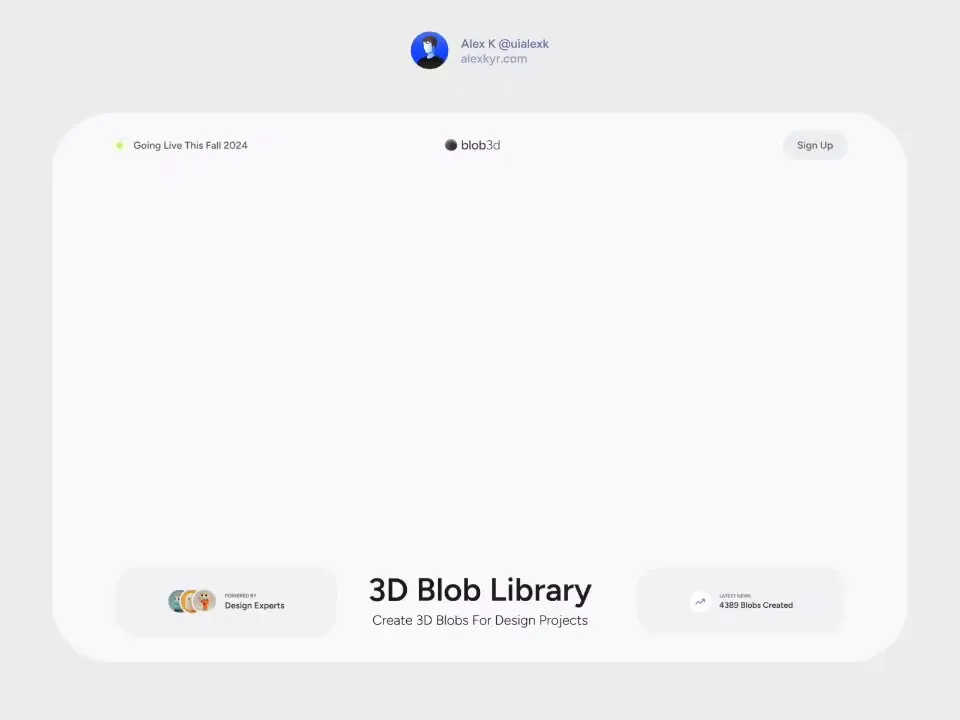 Alex K @uialexk
alexkyr.com
Going Live This Fall 2024
blob3d
Sign Up
POWERED BY
Design Experts
3D Blob Library
Create 3D Blobs For Design Projects
LATEST NEWS
4389 Blobs Created